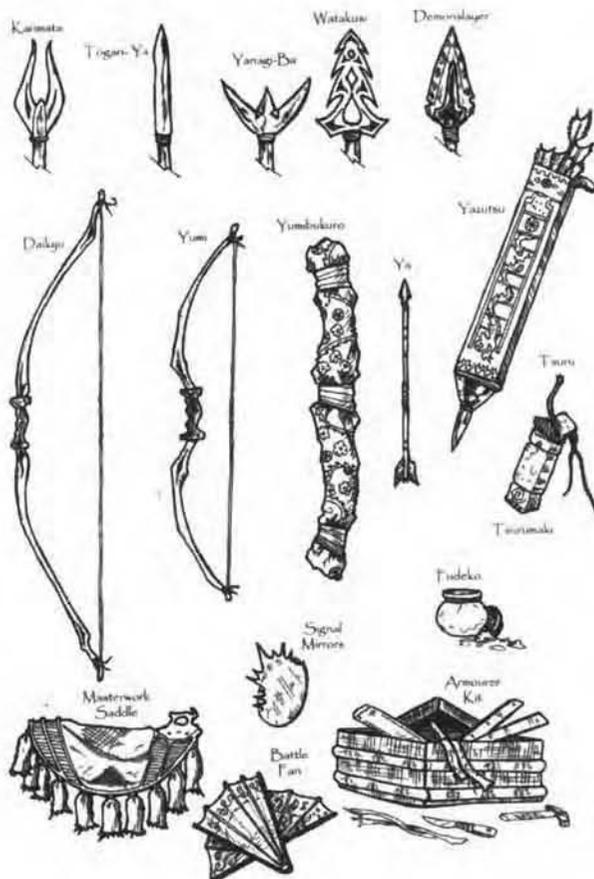 Karimata
Togari-Ya
Yanagi-Ba
Watakusi
Demonslayer
Yazutsu
Daikyu
Yumi
Yumibukuro
Ya
Tsuru
Tsurumaki
Fudeko
Signal
Mirrors
Masterwork
Saddle
Armourer
Kit
Battle
Fan